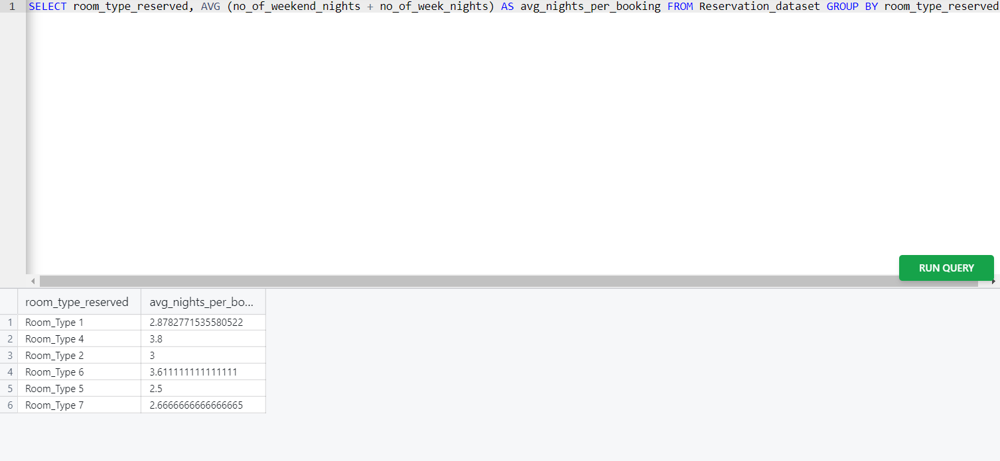 1 SELECT room_type_reserved, AVG (no_of_weekend_nights + no_of_week_nights) AS avg_nights_per_booking FROM Reservation_dataset GROUP BY room_type_reserved
RUN QUERY
room_type_reserved avg_nights_per_bo...
1 Room_Type 1 2.8782771535580522
2 Room_Type 4 3.8
3 Room_Type 2 3
4 Room_Type 6 3.611111111111111
5 Room_Type 5 2.5
6 Room_Type 7 2.6666666666666665